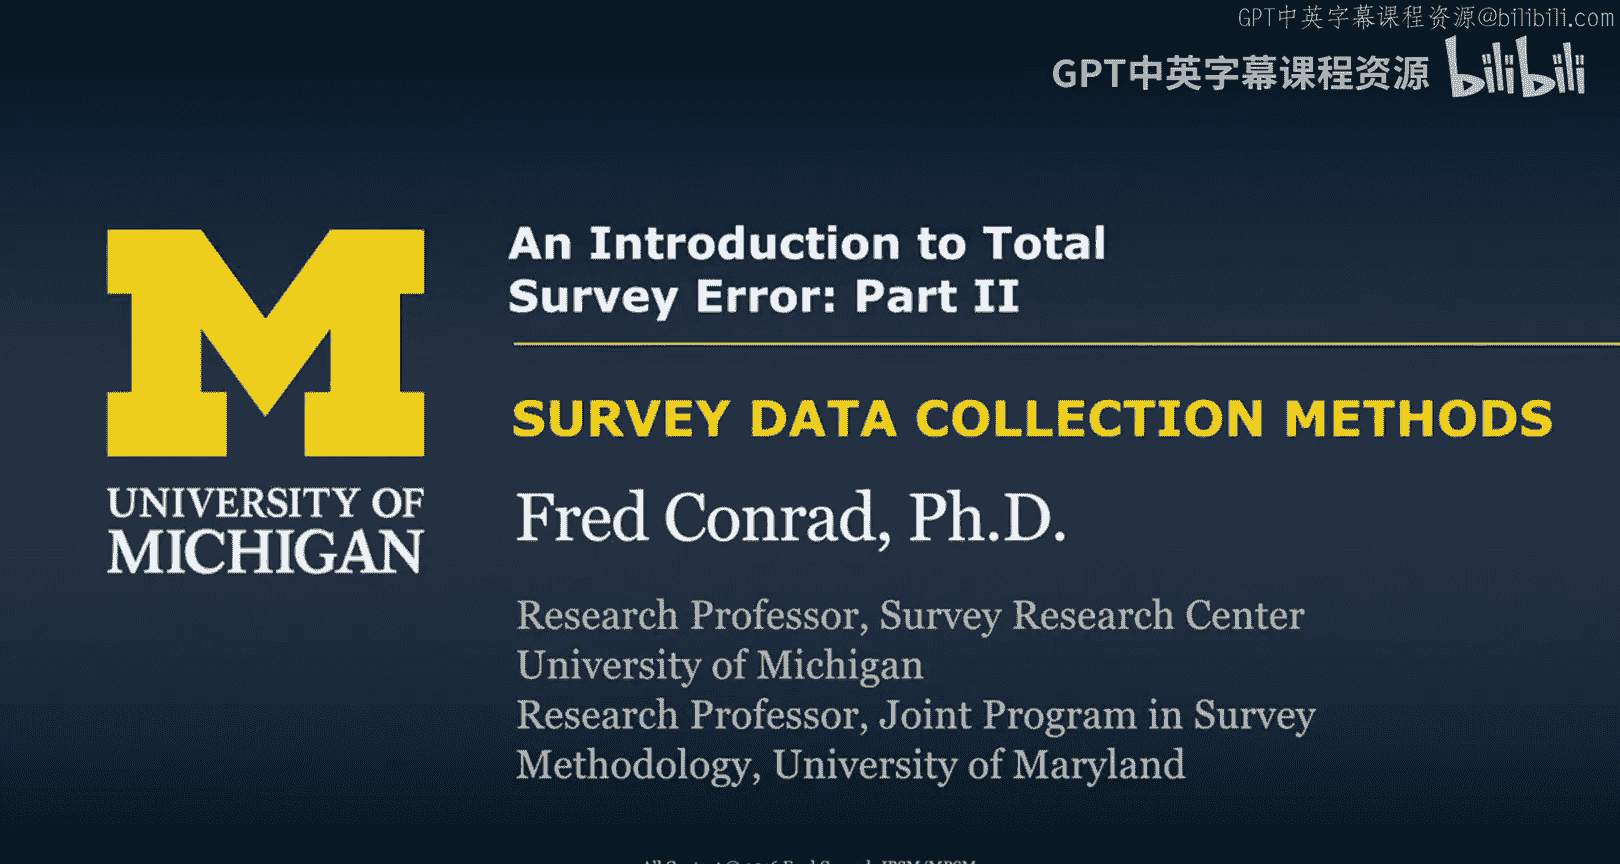 GPT中英字幕课程资源@bilibili.com
GPT中英字幕课程资源 bilibili
An Introduction to Total
Survey Error: Part II
SURVEY DATA COLLECTION METHODS
M
UNIVERSITY OF
MICHIGAN
Fred Conrad, Ph.D.
Research Professor, Survey Research Center
University of Michigan
Research Professor, Joint Program in Survey
Methodology, University of Maryland